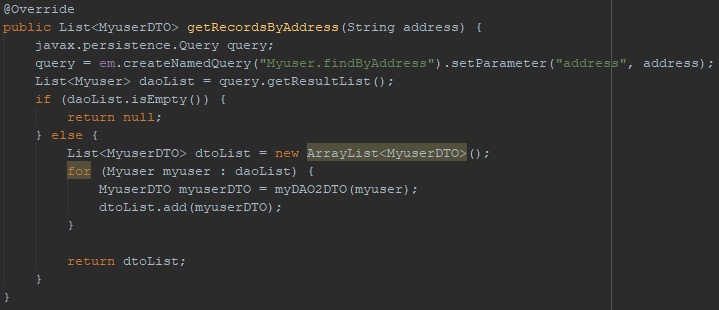 @Override
public List<MyuserDTO> getRecordsByAddress(String address) {
    javax.persistence.Query query;
    query = em.createNamedQuery("Myuser.findByAddress").setParameter("address", address);
    List<Myuser> daoList = query.getResultList();
    if (daoList.isEmpty()) {
        return null;
    } else {
        List<MyuserDTO> dtoList = new ArrayList<MyuserDTO>();
        for (Myuser myuser : daoList) {
            MyuserDTO myuserDTO = myDAO2DTO(myuser);
            dtoList.add(myuserDTO);
        }

        return dtoList;
    }
}